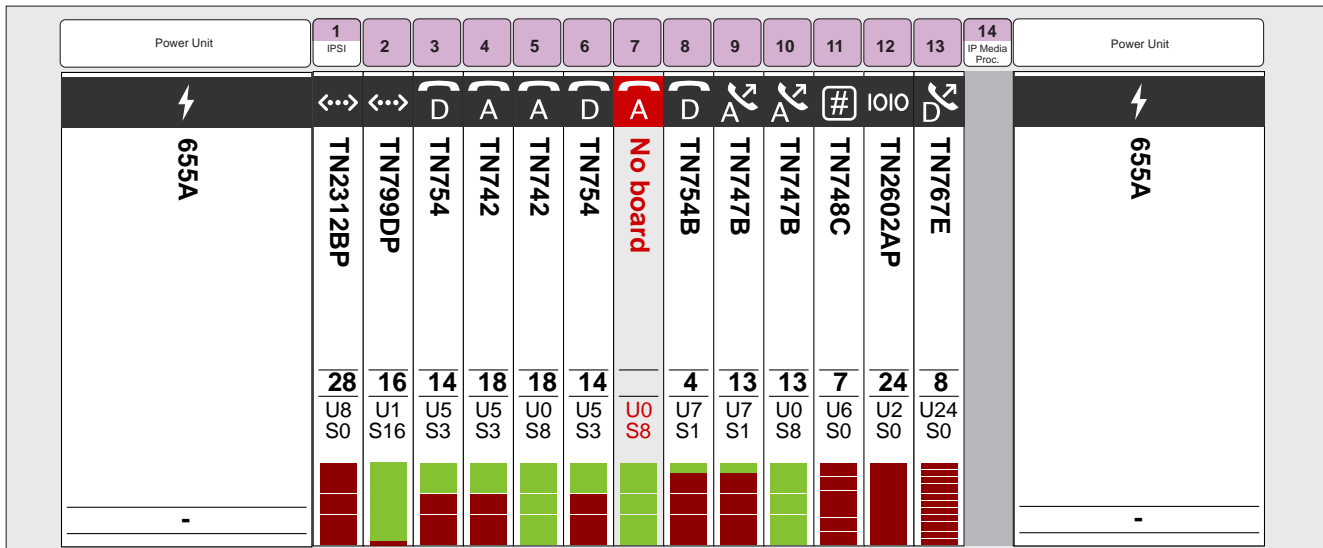 Power Unit
1
IPSI
2
3
4
5
6
7
8
9
10
11
12
13
14
IP Media
Proc.
Power Unit
D
A
A
D
A
D
A
A
#
IOIO
D
655A
TN2312BP
TN799DP
TN754
TN742
TN742
TN754
No board
TN754B
TN747B
TN747B
TN748C
TN2602AP
TN767E
655A
28
16
14
18
18
14
4
13
13
7
24
8
U8
U1
U5
U5
U0
U5
U0
U7
U7
U0
U6
U2
U24
S0
S16
S3
S3
S8
S3
S8
S1
S1
S8
S0
S0
S0
-
-